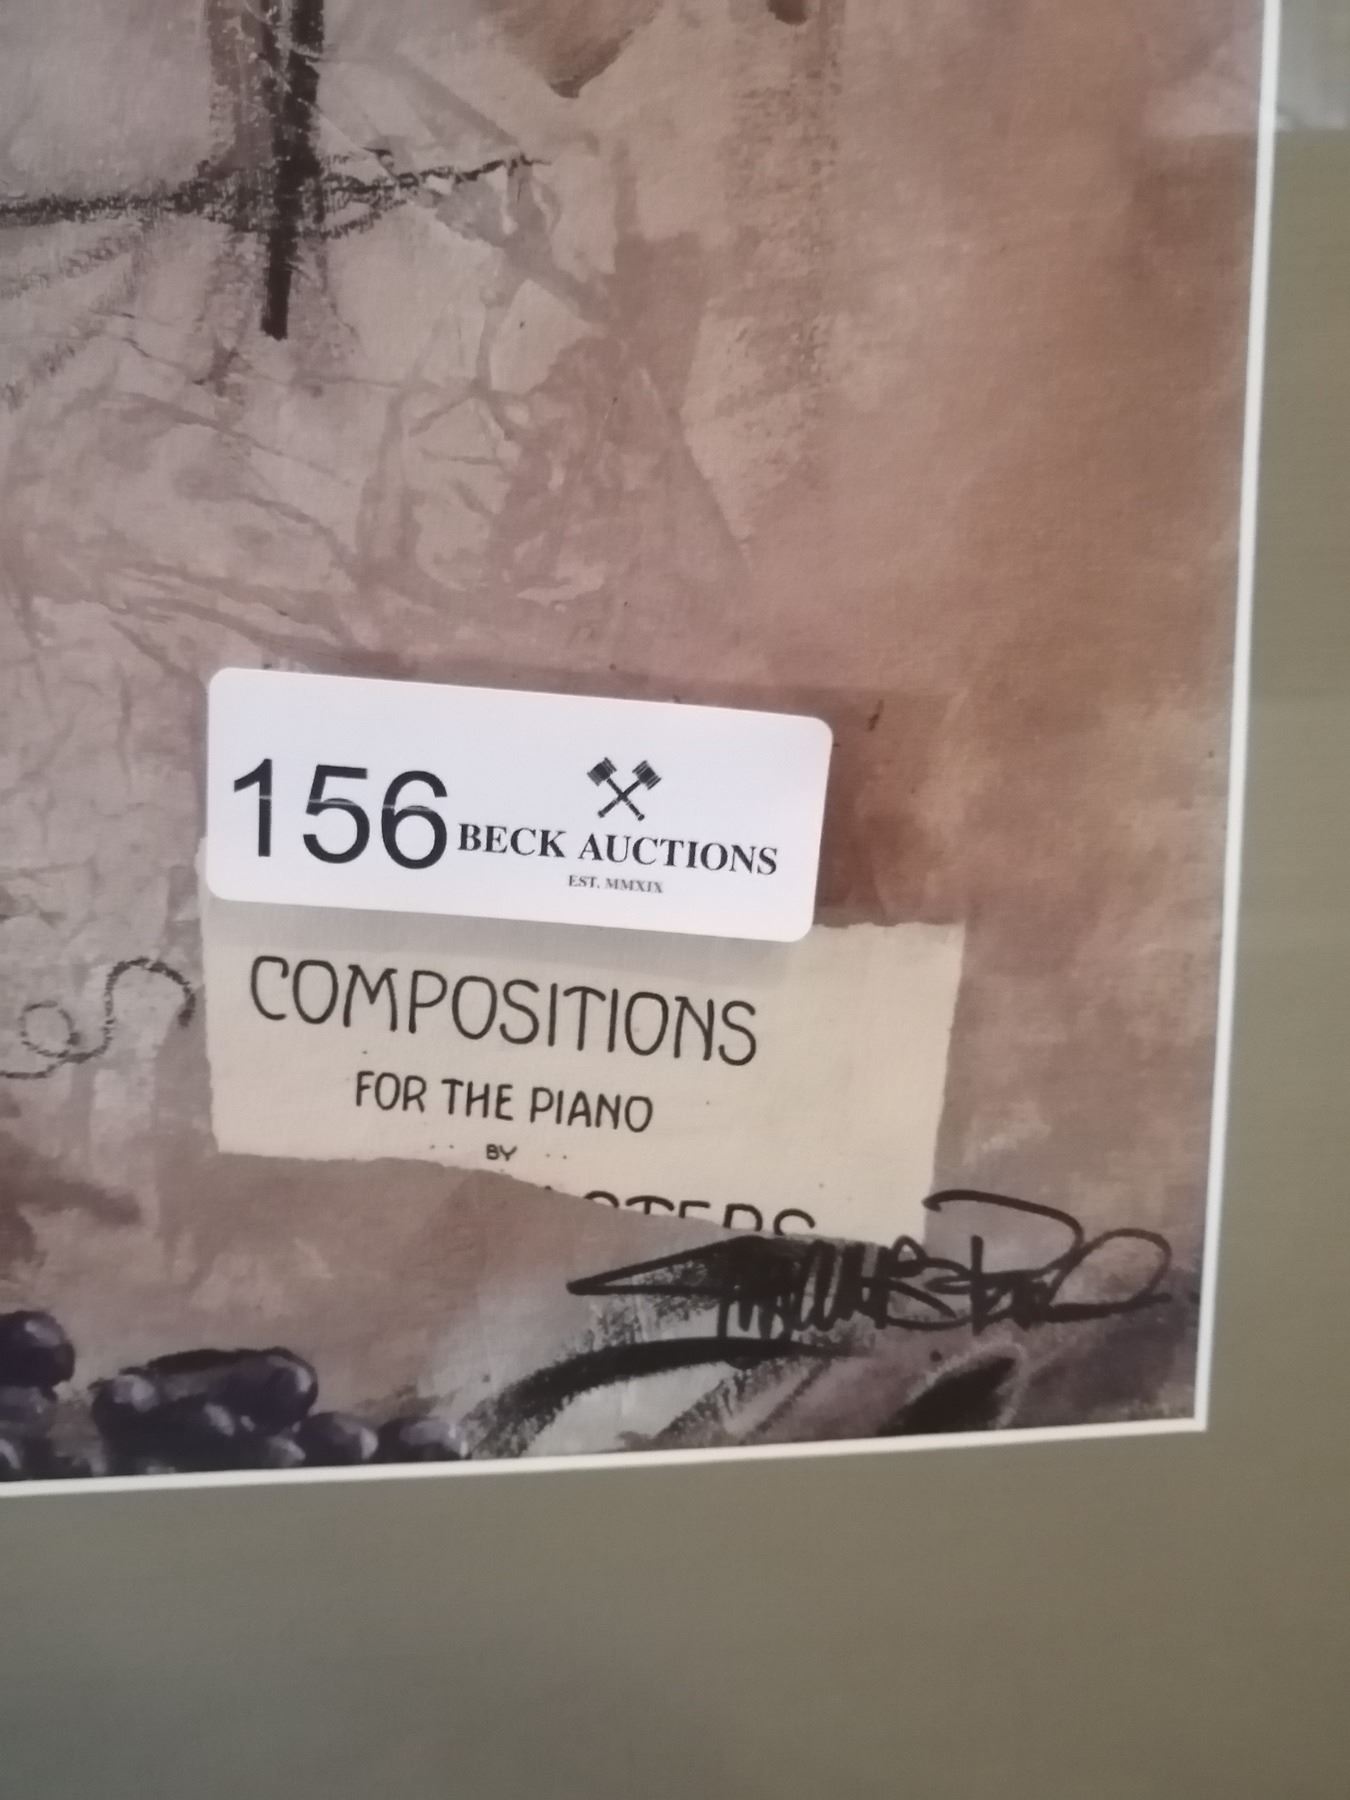 156
BECK AUCTIONS
EST. MMXIX
COMPOSITIONS
FOR THE PIANO
BY